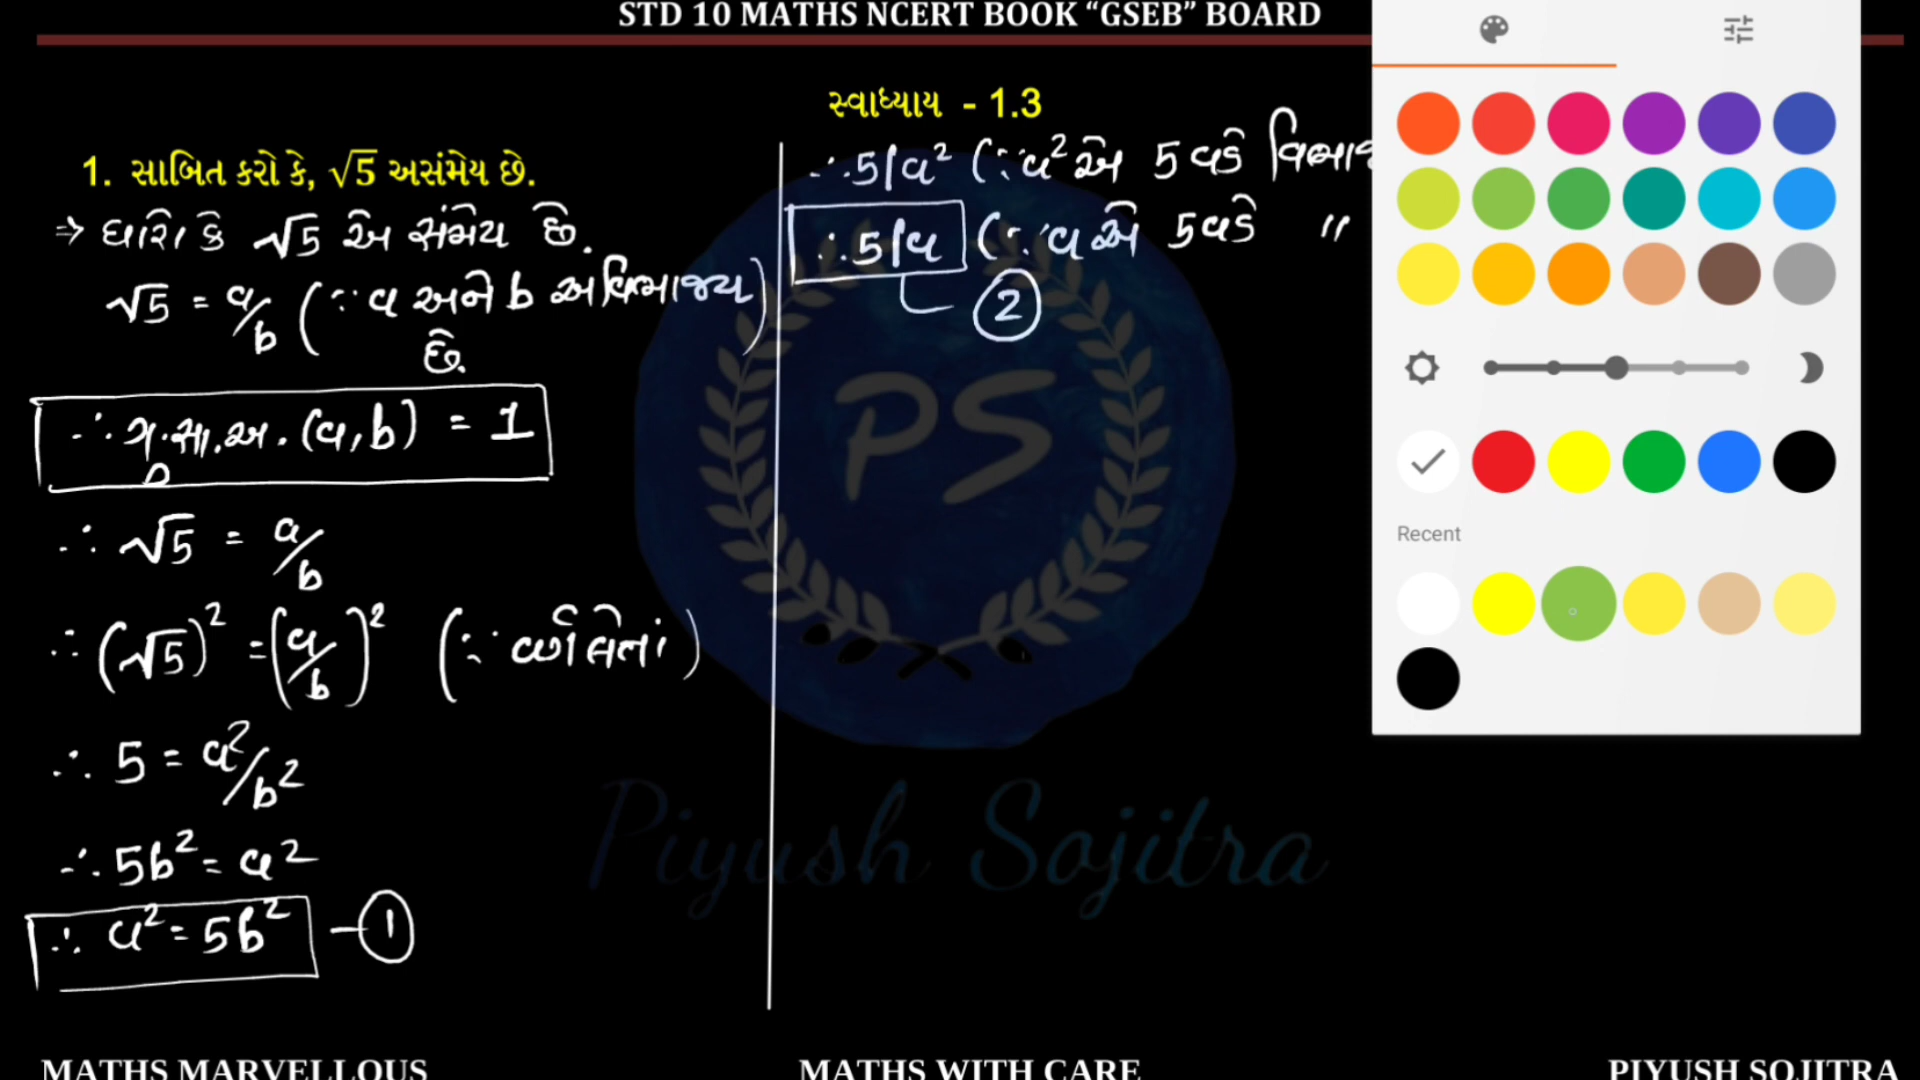 STD 10 MATHS NCERT BOOK “GSEB” BOARD
સ્વાધ્યાય - 1.3
1. સાબિત કરો કે, √5 અસંમેય છે.
⇒ ધારો કે √5 એ સંમેય છે.
√5 = a/b (∵ a અને b અવિભાજ્ય છે.)
∴ ગુ.સા.અ. (a, b) = 1
∴ √5 = a/b
∴ (√5)² = (a/b)² (∵ વર્ગ લેતાં)
∴ 5 = a²/b²
∴ 5b² = a²
∴ a² = 5b² — ①
∴ 5|a² (∵ a² એ 5 વડે
∴ 5|a (∵ a એ 5 વડે "
②
PS
Piyush Sojitra
Recent
MATHS MARVELLOUS
MATHS WITH CARE
PIYUSH SOJITRA